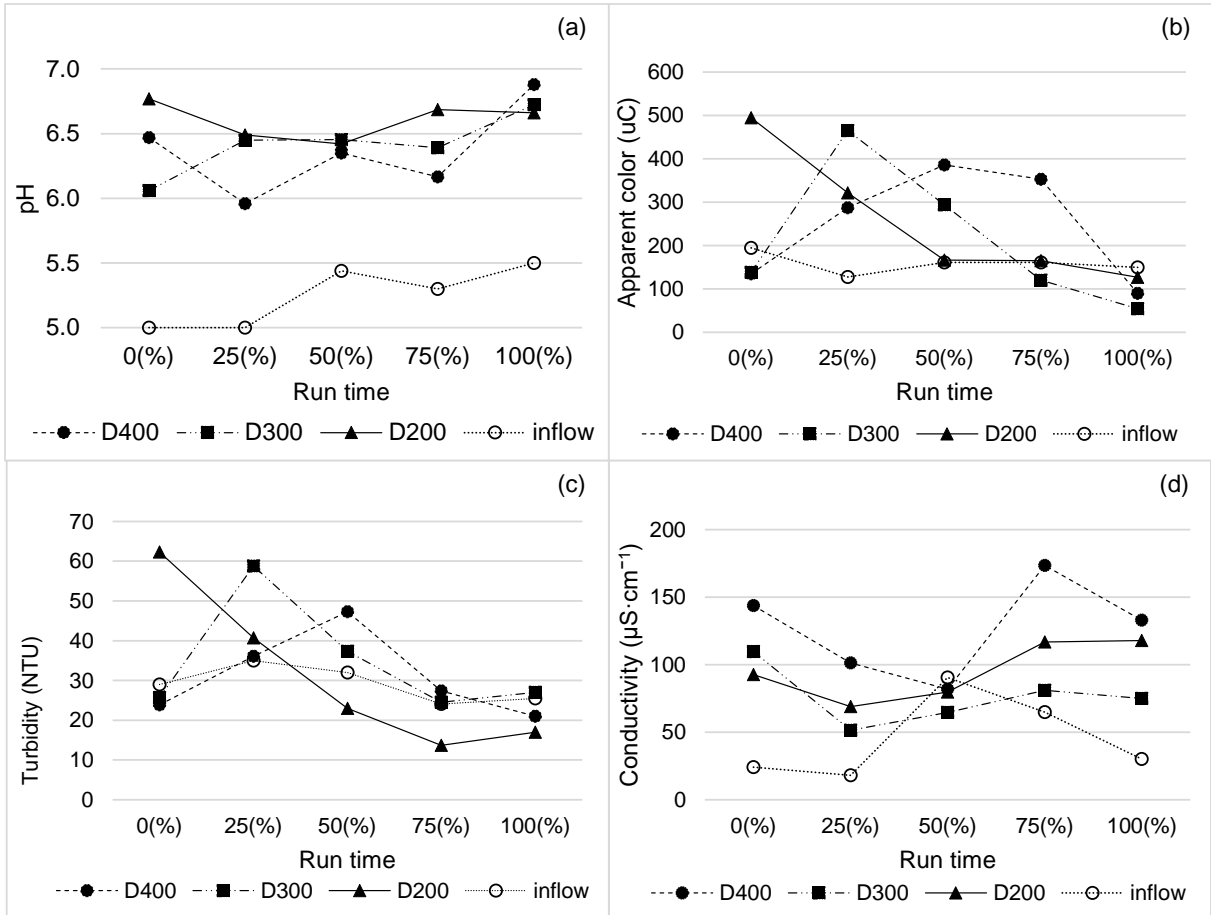 (a)
7.0
6.5
6.0
5.5
5.0
pH
0(%) 25(%) 50(%) 75(%) 100(%)
Run time
D400 D300 D200 inflow
(b)
600
500
400
300
200
100
0
Apparent color (uC)
0(%) 25(%) 50(%) 75(%) 100(%)
Run time
D400 D300 D200 inflow
(c)
70
60
50
40
30
20
10
0
Turbidity (NTU)
0(%) 25(%) 50(%) 75(%) 100(%)
Run time
D400 D300 D200 inflow
(d)
200
150
100
50
0
Conductivity (µS·cm⁻¹)
0(%) 25(%) 50(%) 75(%) 100(%)
Run time
D400 D300 D200 inflow